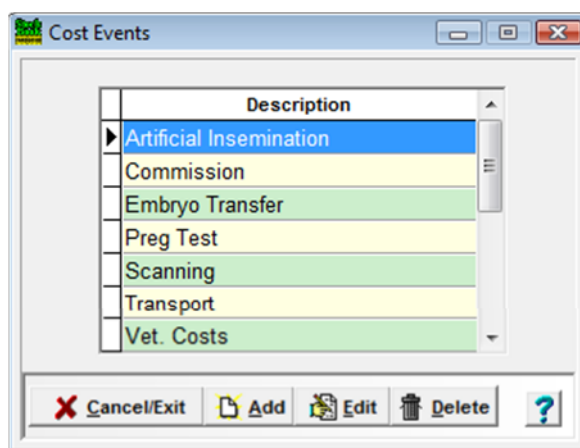 Cost Events
Description
Artificial Insemination
Commission
Embryo Transfer
Preg Test
Scanning
Transport
Vet. Costs
Cancel/Exit Add Edit Delete ?